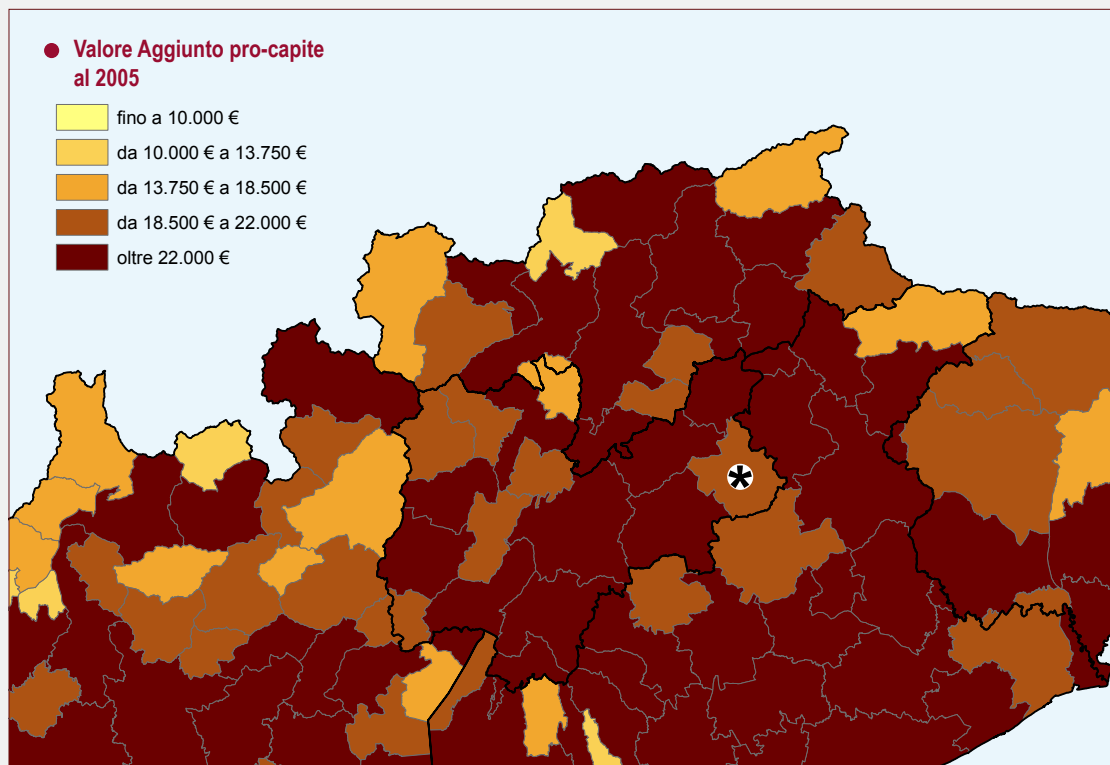 Valore Aggiunto pro-capite
al 2005
fino a 10.000 €
da 10.000 € a 13.750 €
da 13.750 € a 18.500 €
da 18.500 € a 22.000 €
oltre 22.000 €